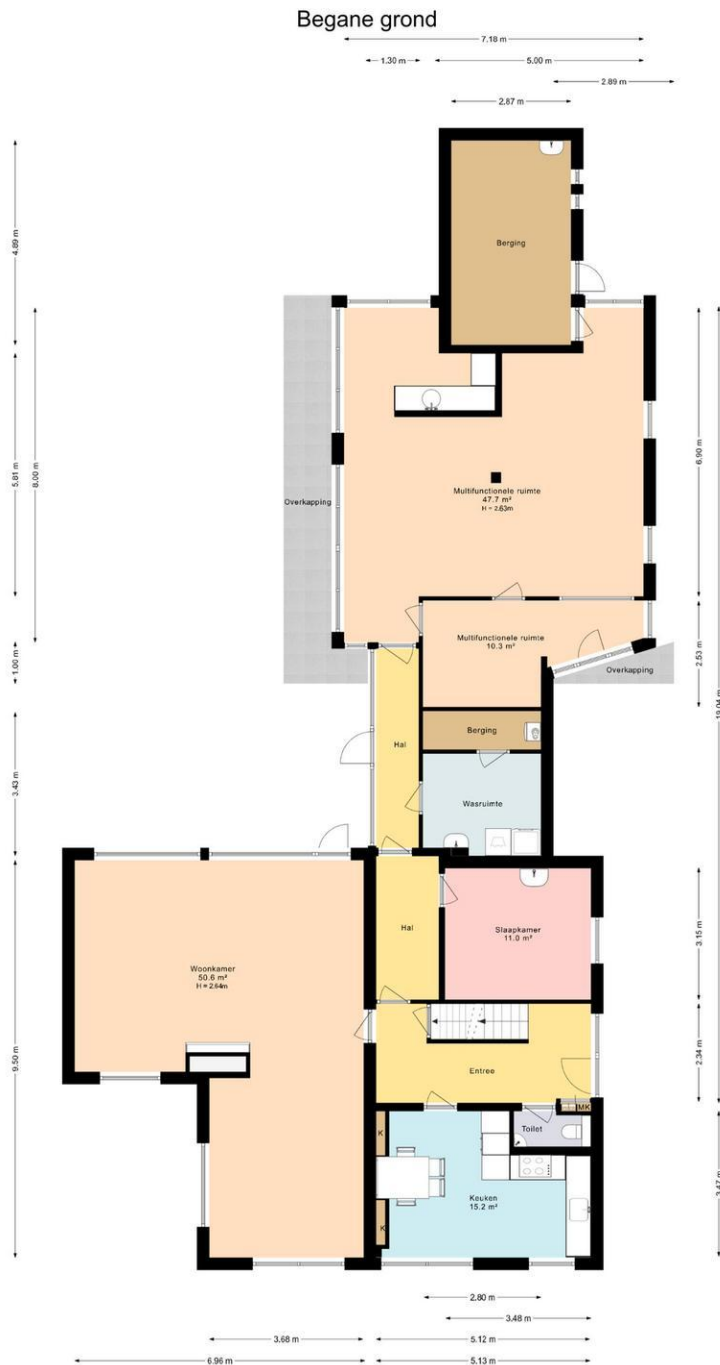 Begane grond
7.18 m
1.30 m
5.00 m
2.89 m
2.87 m
4.89 m
5.81 m
8.00 m
1.00 m
3.43 m
9.50 m
6.90 m
2.53 m
3.15 m
2.34 m
3.47 m
Berging
Overkapping
Multifunctionele ruimte
47.7 m²
H = 2.63m
Multifunctionele ruimte
10.3 m²
Overkapping
Berging
Hal
Wasruimte
Woonkamer
50.6 m²
H = 2.64m
Hal
Slaapkamer
11.0 m²
Entree
MK
Toilet
K
K
Keuken
15.2 m²
2.80 m
3.48 m
3.68 m
5.12 m
6.96 m
5.13 m